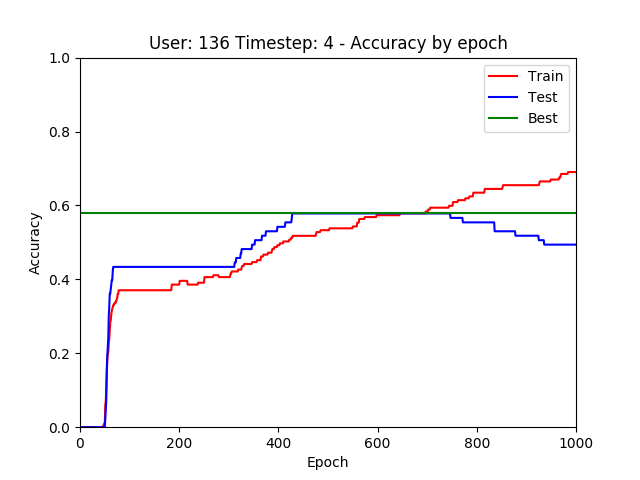 User: 136 Timestep: 4 - Accuracy by epoch
1.0
0.8
0.6
0.4
0.2
0.0
Accuracy
Train
Test
Best
0 200 400 600 800 1000
Epoch